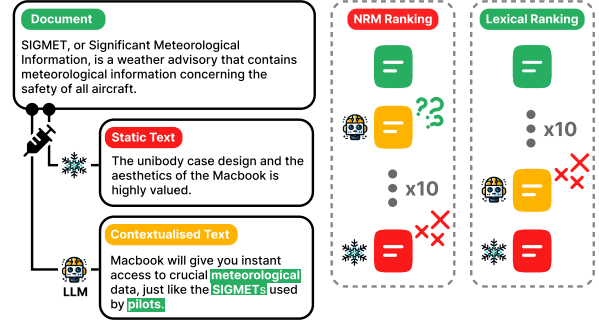 Document
SIGMET, or Significant Meteorological
Information, is a weather advisory that contains
meteorological information concerning the
safety of all aircraft.
Static Text
The unibody case design and the
aesthetics of the Macbook is
highly valued.
Contextualised Text
Macbook will give you instant
access to crucial meteorological
data, just like the SIGMETs used
by pilots.
LLM
NRM Ranking
??
?
x10
Lexical Ranking
x10